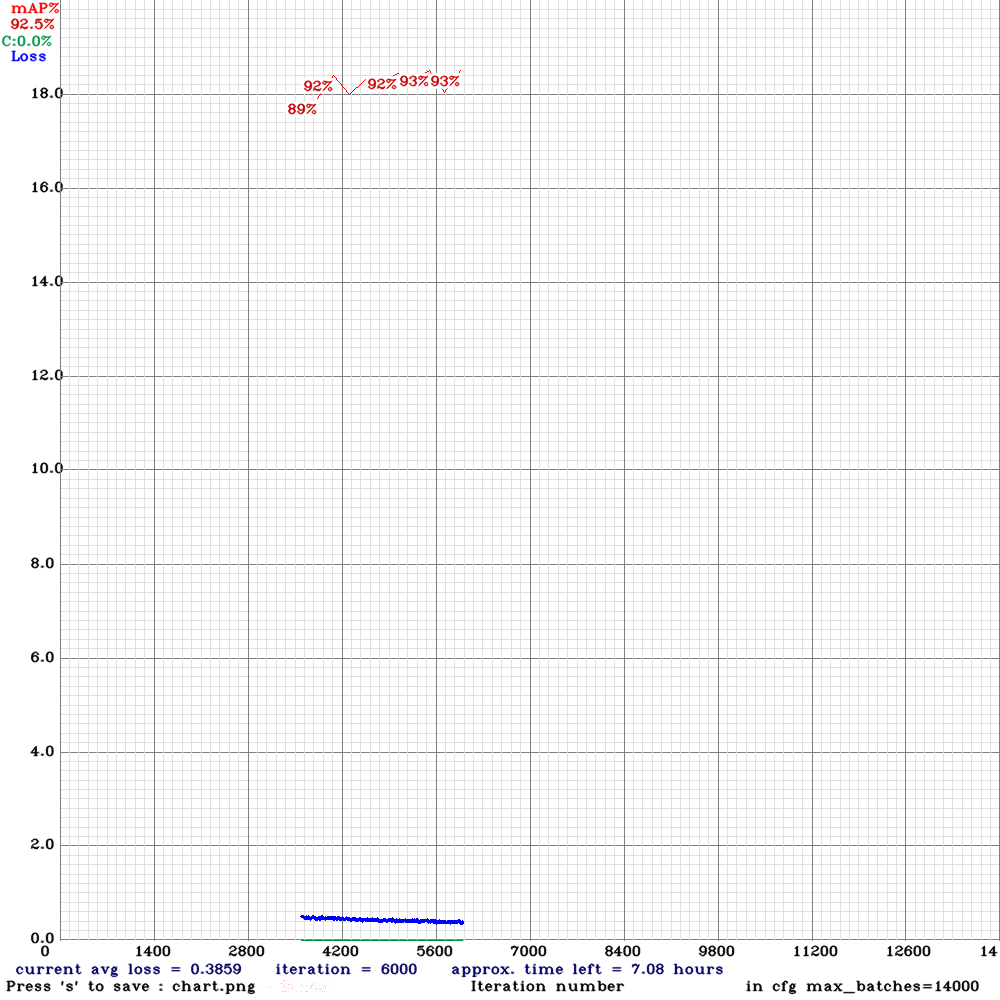 mAP%
92.5%
C:0.0%
Loss
92% 92% 93% 93%
89%
18.0
16.0
14.0
12.0
10.0
8.0
6.0
4.0
2.0
0.0
0 1400 2800 4200 5600 7000 8400 9800 11200 12600 14
current avg loss = 0.3859 iteration = 6000 approx. time left = 7.08 hours
Press 's' to save : chart.png Iteration number in cfg max_batches=14000